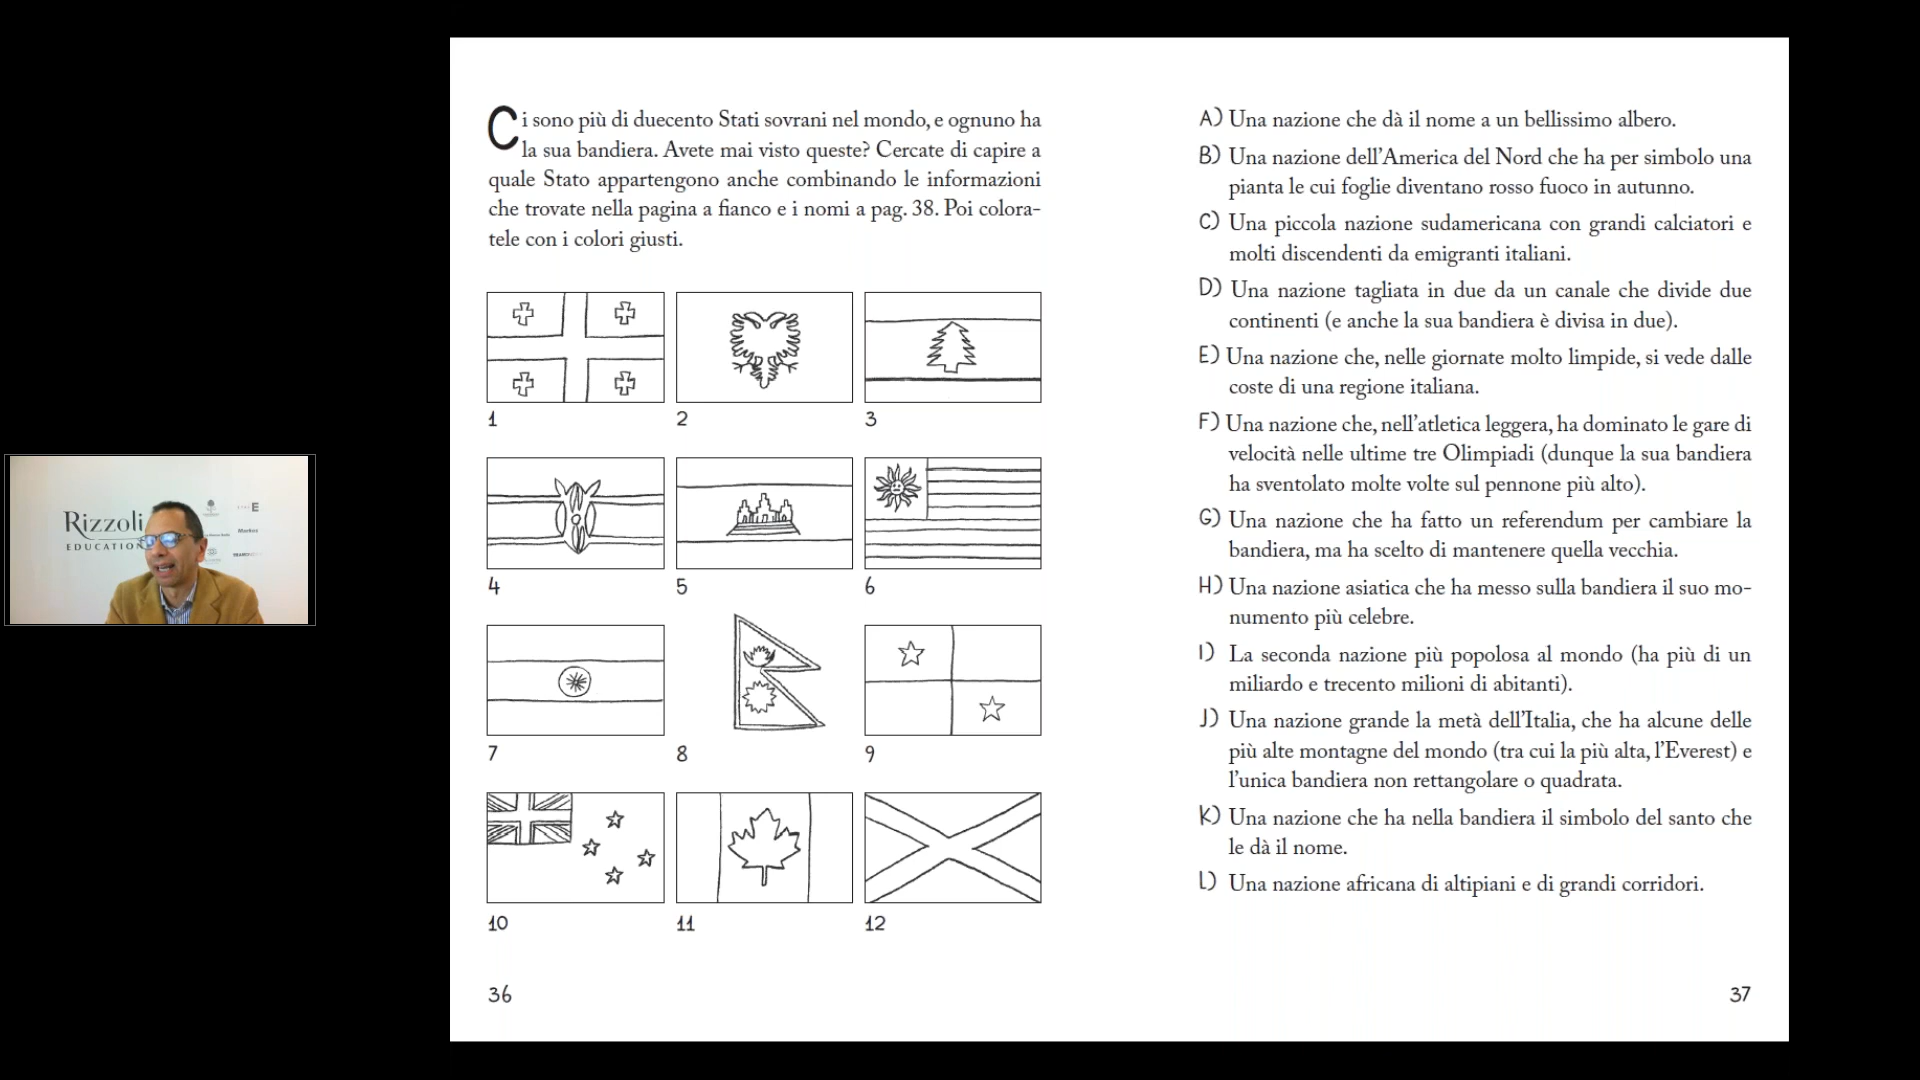 Ci sono più di duecento Stati sovrani nel mondo, e ognuno ha
la sua bandiera. Avete mai visto queste? Cercate di capire a
quale Stato appartengono anche combinando le informazioni
che trovate nella pagina a fianco e i nomi a pag. 38. Poi colora-
tele con i colori giusti.
1
2
3
4
5
6
7
8
9
10
11
12
36
A) Una nazione che dà il nome a un bellissimo albero.
B) Una nazione dell'America del Nord che ha per simbolo una
pianta le cui foglie diventano rosso fuoco in autunno.
C) Una piccola nazione sudamericana con grandi calciatori e
molti discendenti da emigranti italiani.
D) Una nazione tagliata in due da un canale che divide due
continenti (e anche la sua bandiera è divisa in due).
E) Una nazione che, nelle giornate molto limpide, si vede dalle
coste di una regione italiana.
F) Una nazione che, nell'atletica leggera, ha dominato le gare di
velocità nelle ultime tre Olimpiadi (dunque la sua bandiera
ha sventolato molte volte sul pennone più alto).
G) Una nazione che ha fatto un referendum per cambiare la
bandiera, ma ha scelto di mantenere quella vecchia.
H) Una nazione asiatica che ha messo sulla bandiera il suo mo-
numento più celebre.
I) La seconda nazione più popolosa al mondo (ha più di un
miliardo e trecento milioni di abitanti).
J) Una nazione grande la metà dell'Italia, che ha alcune delle
più alte montagne del mondo (tra cui la più alta, l'Everest) e
l'unica bandiera non rettangolare o quadrata.
K) Una nazione che ha nella bandiera il simbolo del santo che
le dà il nome.
L) Una nazione africana di altipiani e di grandi corridori.
37
Rizzoli
EDUCATION